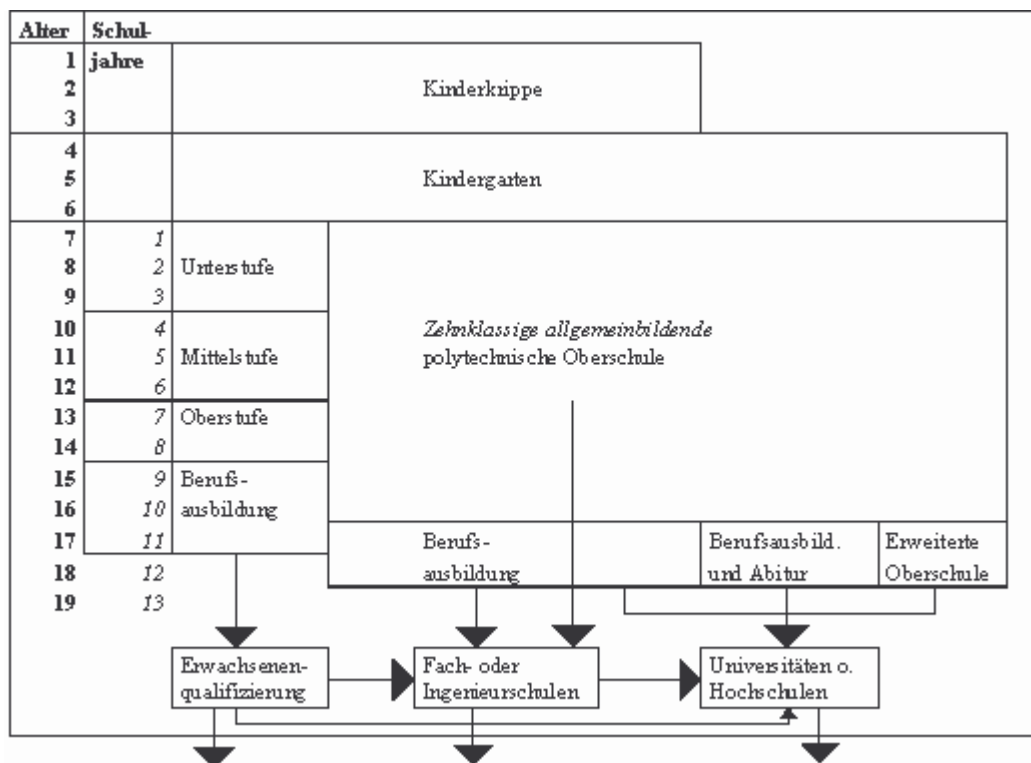 Alter Schul-
1 jahre
2 Kinderkrippe
3
4
5 Kindergarten
6
7 1
8 2 Unterstufe
9 3
10 4 Zehnklassige allgemeinbildende
11 5 Mittelstufe polytechnische Oberschule
12 6
13 7 Oberstufe
14 8
15 9 Berufs-
16 10 ausbildung
17 11 Berufs- Berufsausbild. Erweiterte
18 12 ausbildung und Abitur Oberschule
19 13
Erwachsenen- Fach- oder Universitäten o.
qualifizierung Ingenieurschulen Hochschulen